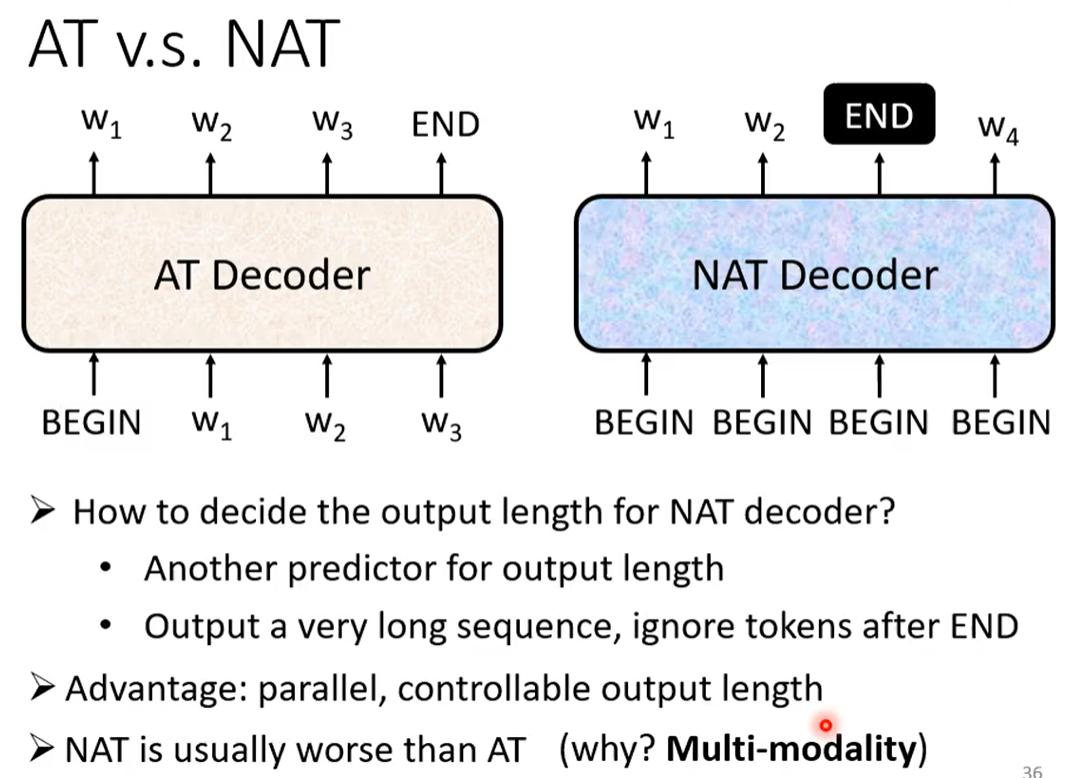 AT v.s. NAT
w₁ w₂ w₃ END
w₁ w₂ END w₄
AT Decoder
NAT Decoder
BEGIN w₁ w₂ w₃
BEGIN BEGIN BEGIN BEGIN
➢ How to decide the output length for NAT decoder?
• Another predictor for output length
• Output a very long sequence, ignore tokens after END
➢ Advantage: parallel, controllable output length
➢ NAT is usually worse than AT (why? Multi-modality)
36